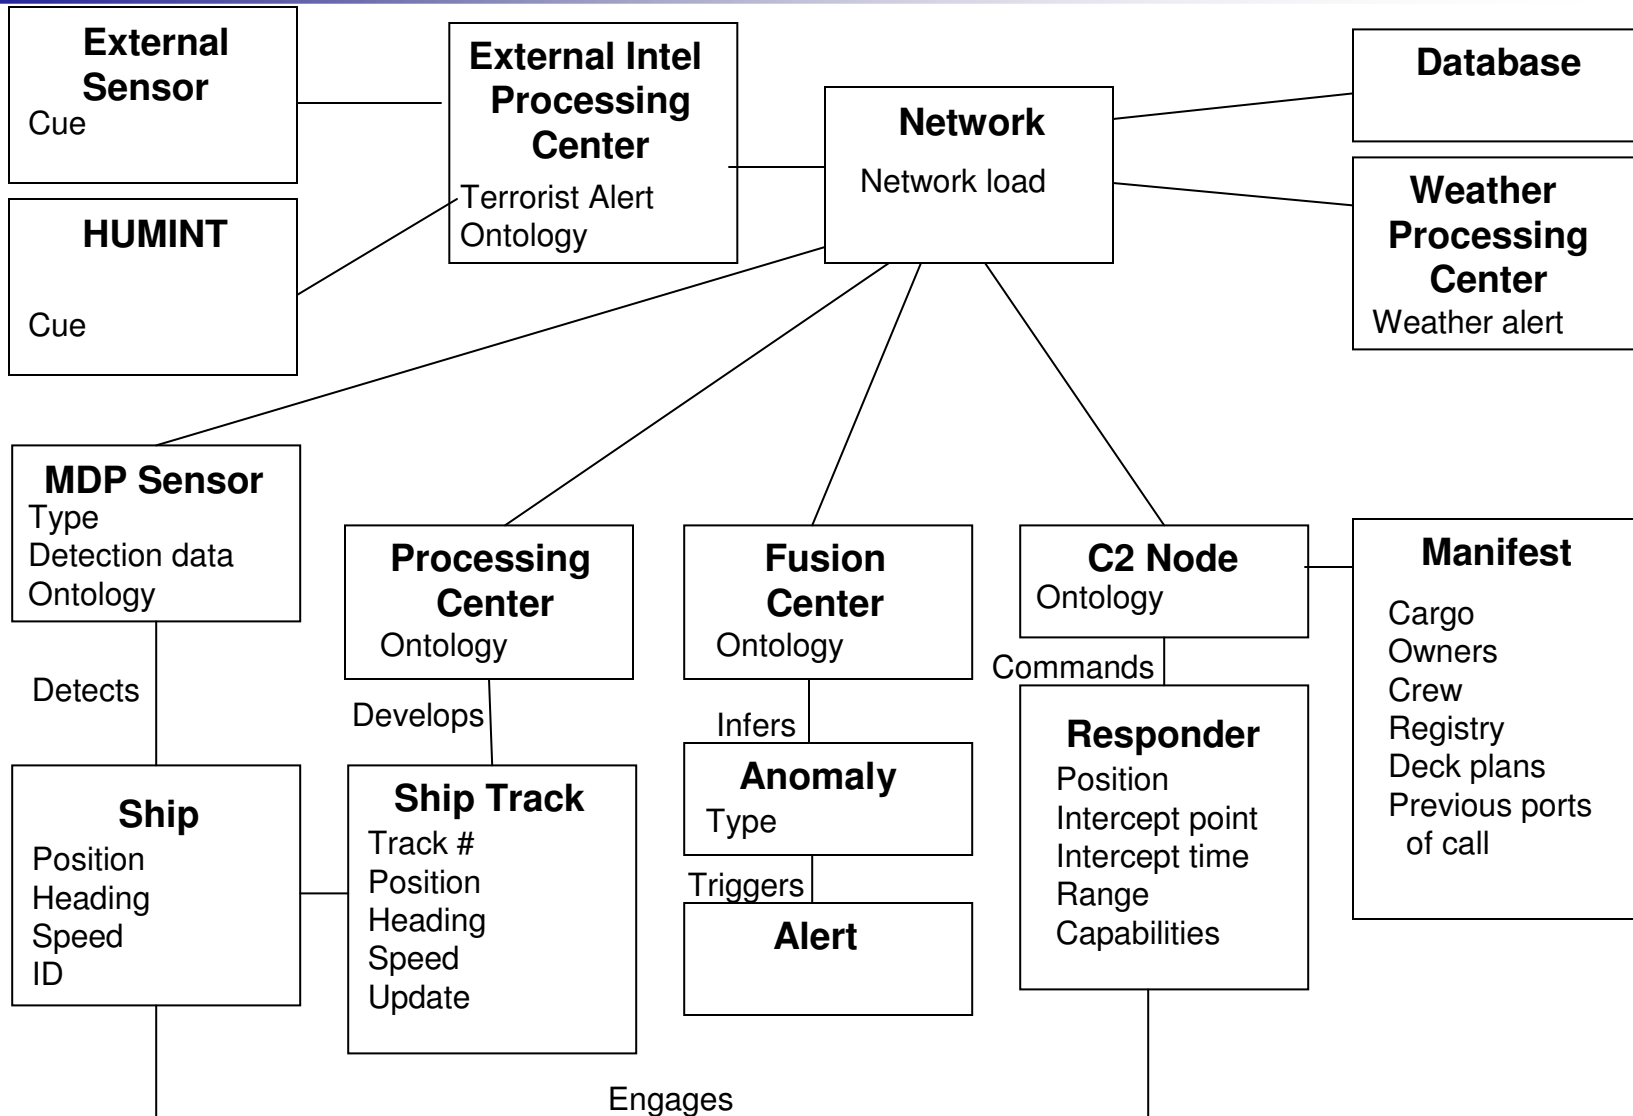 External
Sensor
Cue
External Intel
Processing
Center
Terrorist Alert
Ontology
Network
Network load
Database
Weather
Processing
Center
Weather alert
HUMINT
Cue
MDP Sensor
Type
Detection data
Ontology
Processing
Center
Ontology
Fusion
Center
Ontology
C2 Node
Ontology
Manifest
Cargo
Owners
Crew
Registry
Deck plans
Previous ports
of call
Detects
Develops
Infers
Commands
Ship
Position
Heading
Speed
ID
Ship Track
Track #
Position
Heading
Speed
Update
Anomaly
Type
Triggers
Alert
Responder
Position
Intercept point
Intercept time
Range
Capabilities
Engages